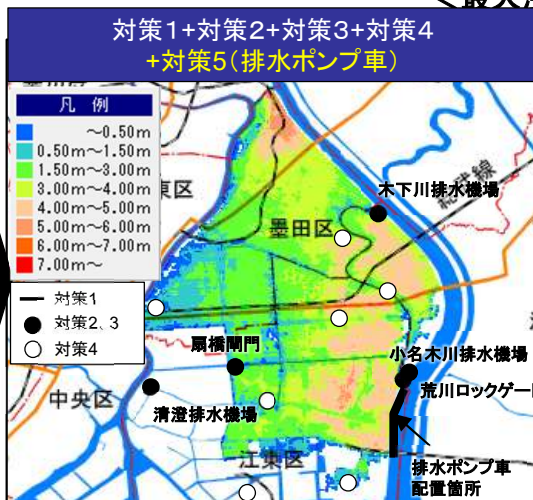 対策1+対策2+対策3+対策4
+対策5(排水ポンプ車)
凡 例
～0.50m
0.50m～1.50m
1.50m～3.00m
3.00m～4.00m
4.00m～5.00m
5.00m～6.00m
6.00m～7.00m
7.00m～
対策1
対策2、3
対策4
東区
総武線
木下川排水機場
墨田区
扇橋閘門
小名木川排水機場
荒川ロックゲート
中央区
清澄排水機場
江東区
排水ポンプ車
配置箇所